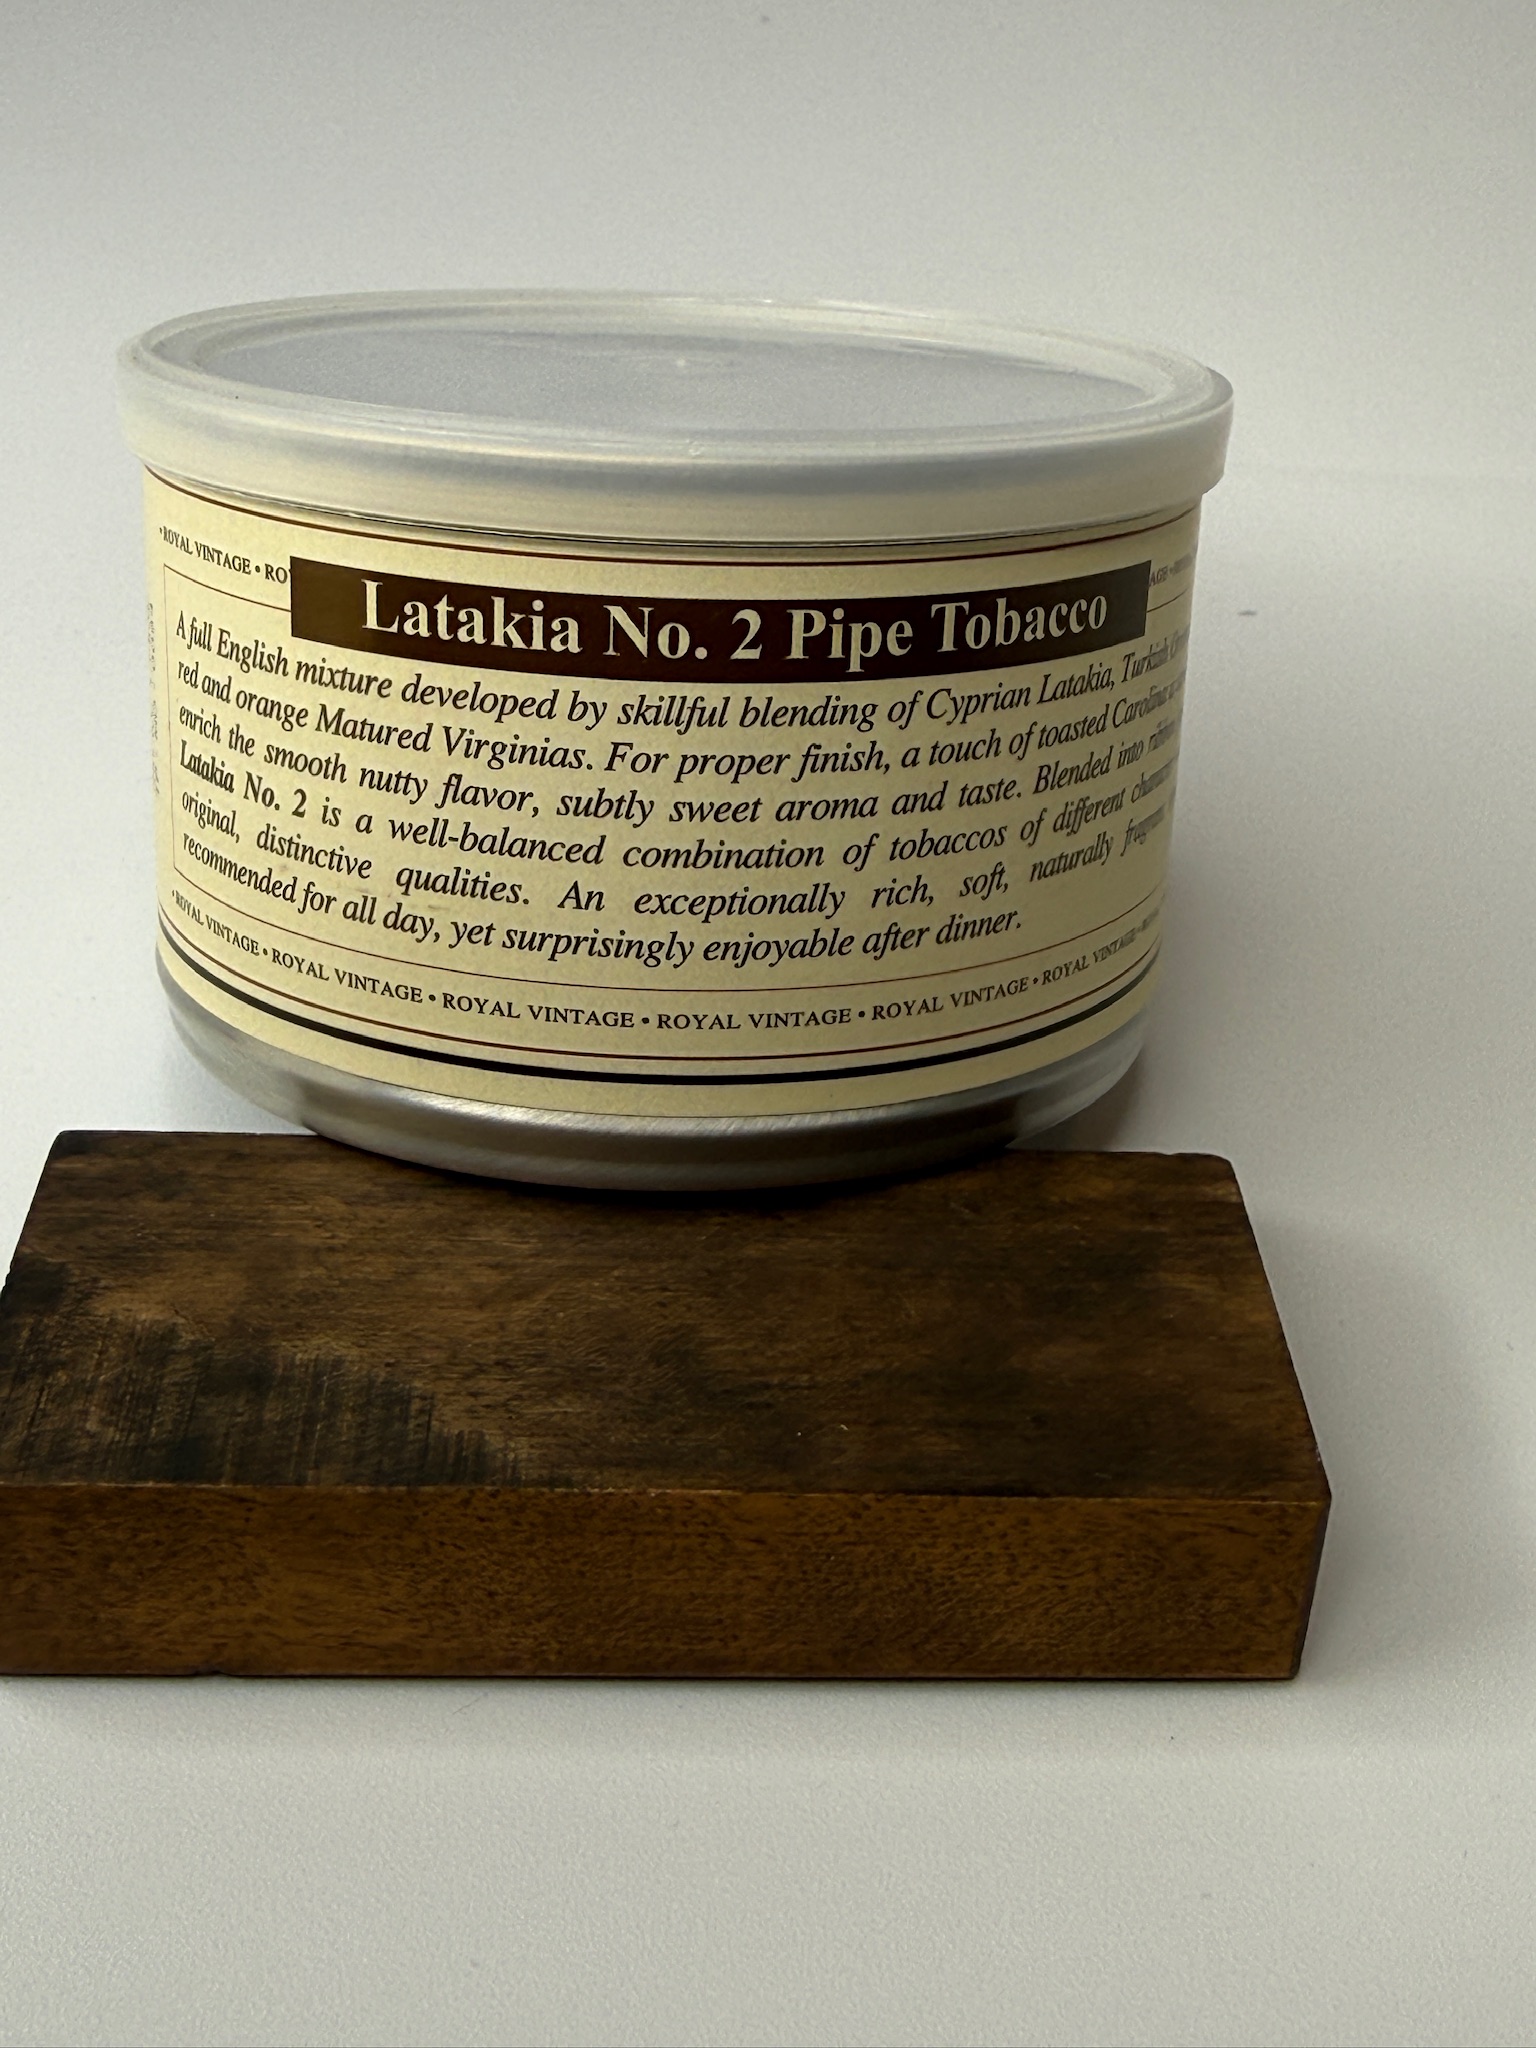 • ROYAL VINTAGE • RO
Latakia No. 2 Pipe Tobacco
A full English mixture developed by skillful blending of Cyprian Latakia, Turkish
red and orange Matured Virginias. For proper finish, a touch of toasted Carolina
enrich the smooth nutty flavor, subtly sweet aroma and taste. Blended into
Latakia No. 2 is a well-balanced combination of tobaccos of different
original, distinctive qualities. An exceptionally rich, soft, naturally
recommended for all day, yet surprisingly enjoyable after dinner.
• ROYAL VINTAGE • ROYAL VINTAGE • ROYAL VINTAGE • ROYAL VINTAGE • ROYAL VINTAGE •